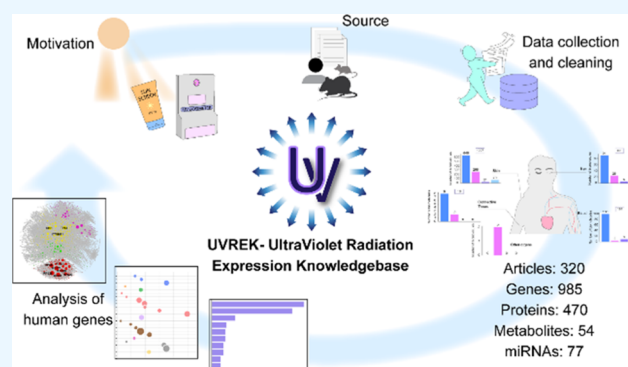 Motivation
Source
Data collection
and cleaning
UV
UVREK- UltraViolet Radiation
Expression Knowledgebase
Analysis of
human genes
Articles: 320
Genes: 985
Proteins: 470
Metabolites: 54
miRNAs: 77